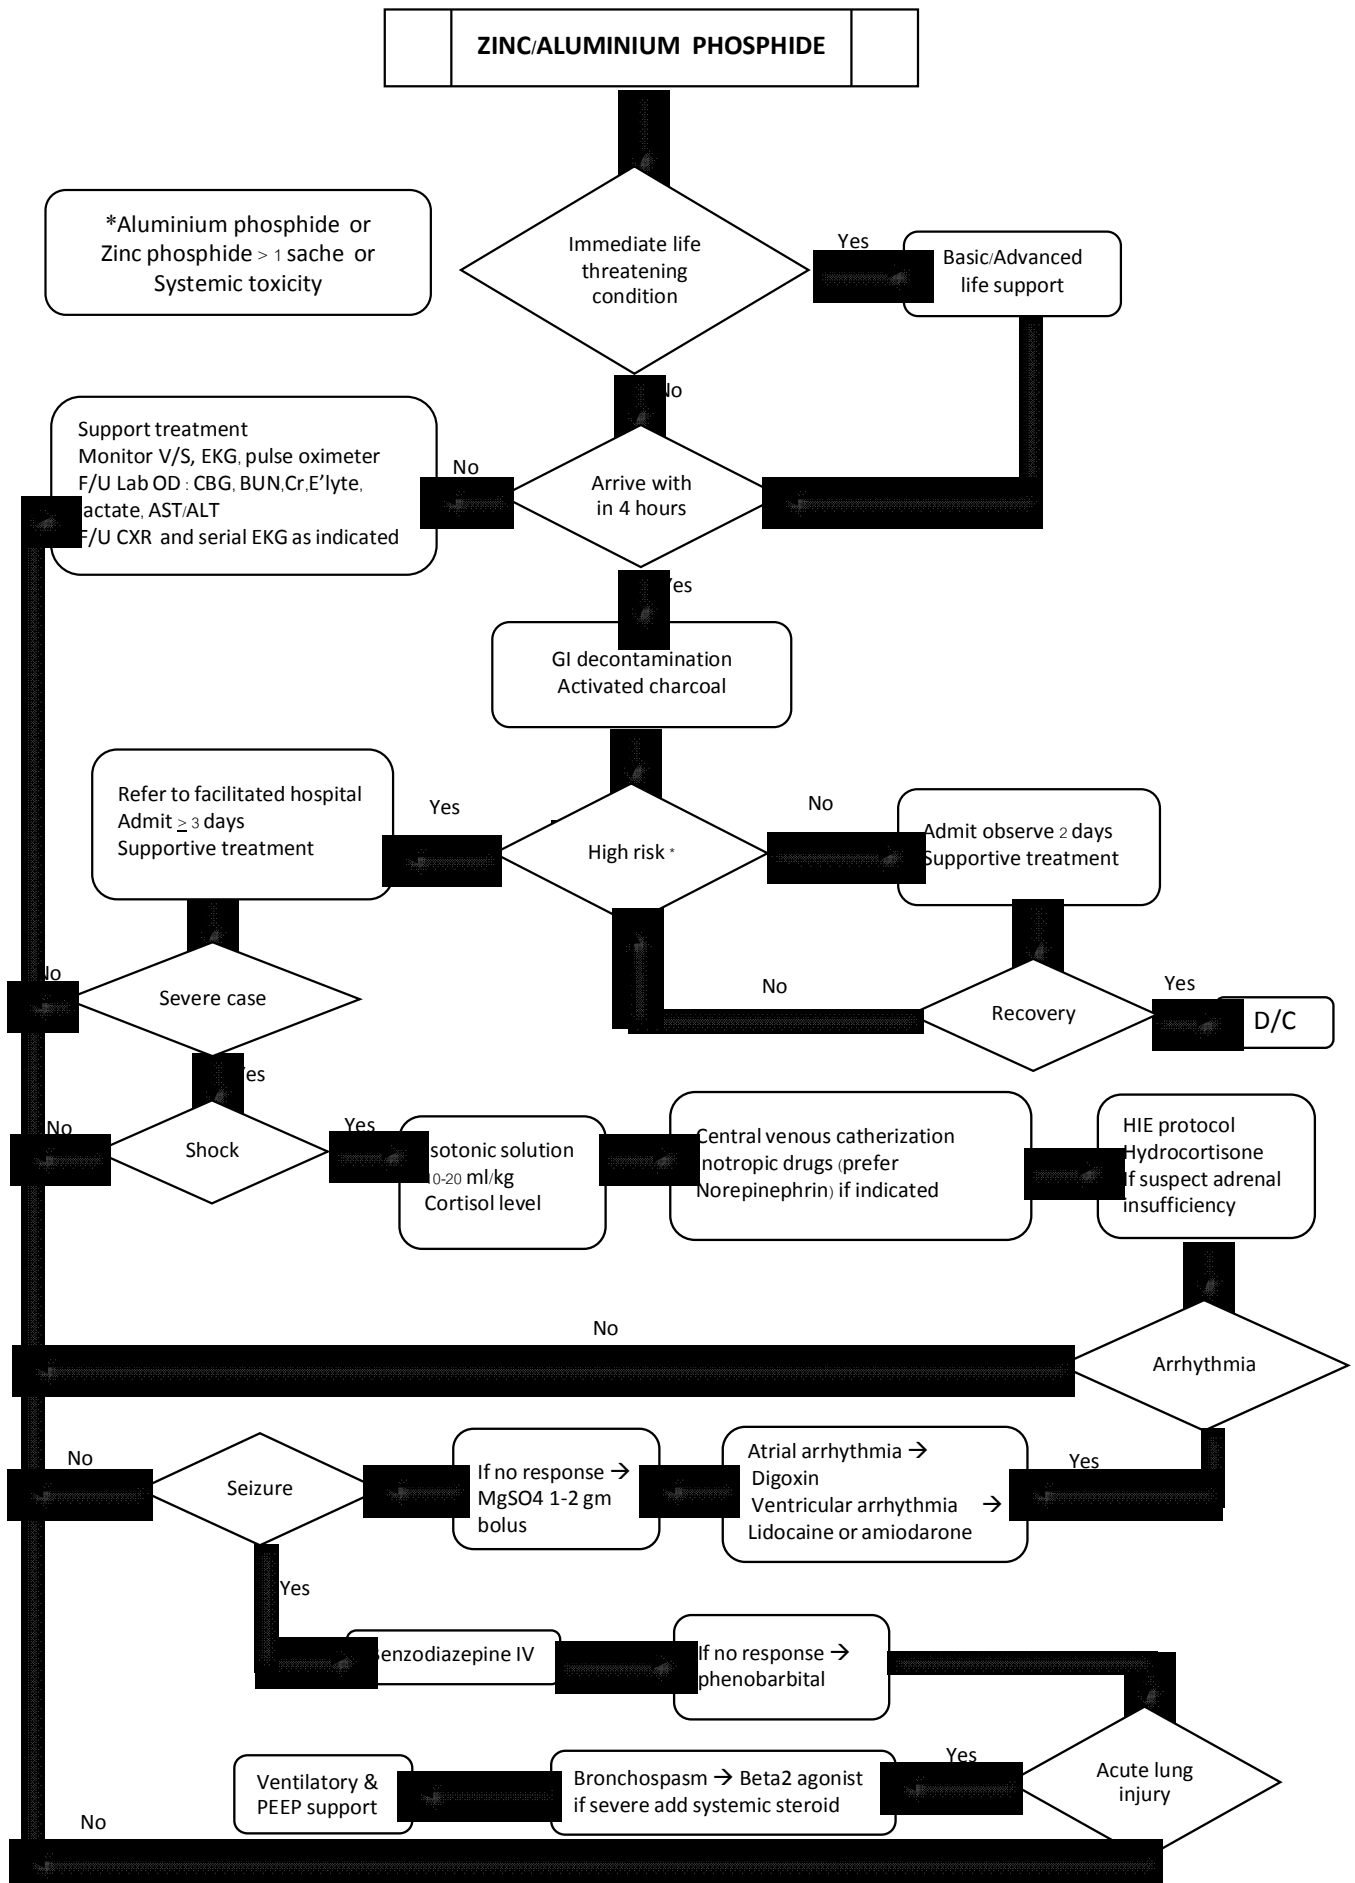 ZINC/ALUMINIUM PHOSPHIDE
*Aluminium phosphide or
Zinc phosphide > 1 sache or
Systemic toxicity
Immediate life
threatening
condition
Yes
Basic/Advanced
life support
No
Support treatment
Monitor V/S, EKG, pulse oximeter
F/U Lab OD : CBG, BUN,Cr,E'lyte,
lactate, AST/ALT
F/U CXR and serial EKG as indicated
No
Arrive with
in 4 hours
Yes
GI decontamination
Activated charcoal
Refer to facilitated hospital
Admit ≥ 3 days
Supportive treatment
Yes
High risk *
No
Admit observe 2 days
Supportive treatment
No
Severe case
No
Recovery
Yes
D/C
Yes
No
Shock
Yes
Isotonic solution
10-20 ml/kg
Cortisol level
Central venous catherization
Inotropic drugs (prefer
Norepinephrin) if indicated
HIE protocol
Hydrocortisone
If suspect adrenal
insufficiency
No
Arrhythmia
No
Seizure
If no response →
MgSO4 1-2 gm
bolus
Atrial arrhythmia →
Digoxin
Ventricular arrhythmia →
Lidocaine or amiodarone
Yes
Yes
Benzodiazepine IV
If no response →
phenobarbital
Ventilatory &
PEEP support
Bronchospasm → Beta2 agonist
if severe add systemic steroid
Yes
Acute lung
injury
No